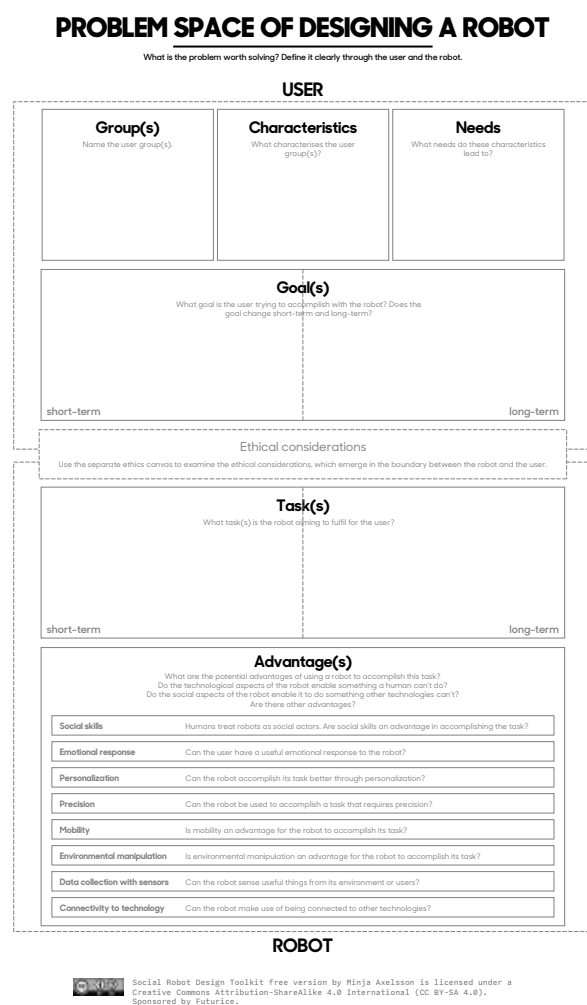 PROBLEM SPACE OF DESIGNING A ROBOT
What is the problem worth solving? Define it clearly through the user and the robot.
USER
Group(s)
Name the user group(s).
Characteristics
What characterises the user
group(s)?
Needs
What needs do these characteristics
lead to?
Goal(s)
What goal is the user trying to accomplish with the robot? Does the
goal change short-term and long-term?
short-term
long-term
Ethical considerations
Use the separate ethics canvas to examine the ethical considerations, which emerge in the boundary between the robot and the user.
Task(s)
What task(s) is the robot aiming to fulfil for the user?
short-term
long-term
Advantage(s)
What are the potential advantages of using a robot to accomplish this task?
Do the technological aspects of the robot enable something a human can't do?
Do the social aspects of the robot enable it to do something other technologies can't?
Are there other advantages?
Social skills Humans treat robots as social actors. Are social skills an advantage in accomplishing the task?
Emotional response Can the user have a useful emotional response to the robot?
Personalization Can the robot accomplish its task better through personalization?
Precision Can the robot be used to accomplish a task that requires precision?
Mobility Is mobility an advantage for the robot to accomplish its task?
Environmental manipulation Is environmental manipulation an advantage for the robot to accomplish its task?
Data collection with sensors Can the robot sense useful things from its environment or users?
Connectivity to technology Can the robot make use of being connected to other technologies?
ROBOT
Social Robot Design Toolkit free version by Minja Axelsson is licensed under a
Creative Commons Attribution-ShareAlike 4.0 International (CC BY-SA 4.0).
Sponsored by Futurice.